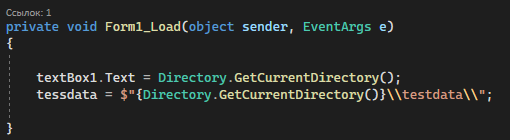 Ссылок: 1
private void Form1_Load(object sender, EventArgs e)
{
textBox1.Text = Directory.GetCurrentDirectory();
tessdata = $"{Directory.GetCurrentDirectory()}\\testdata\\";
}